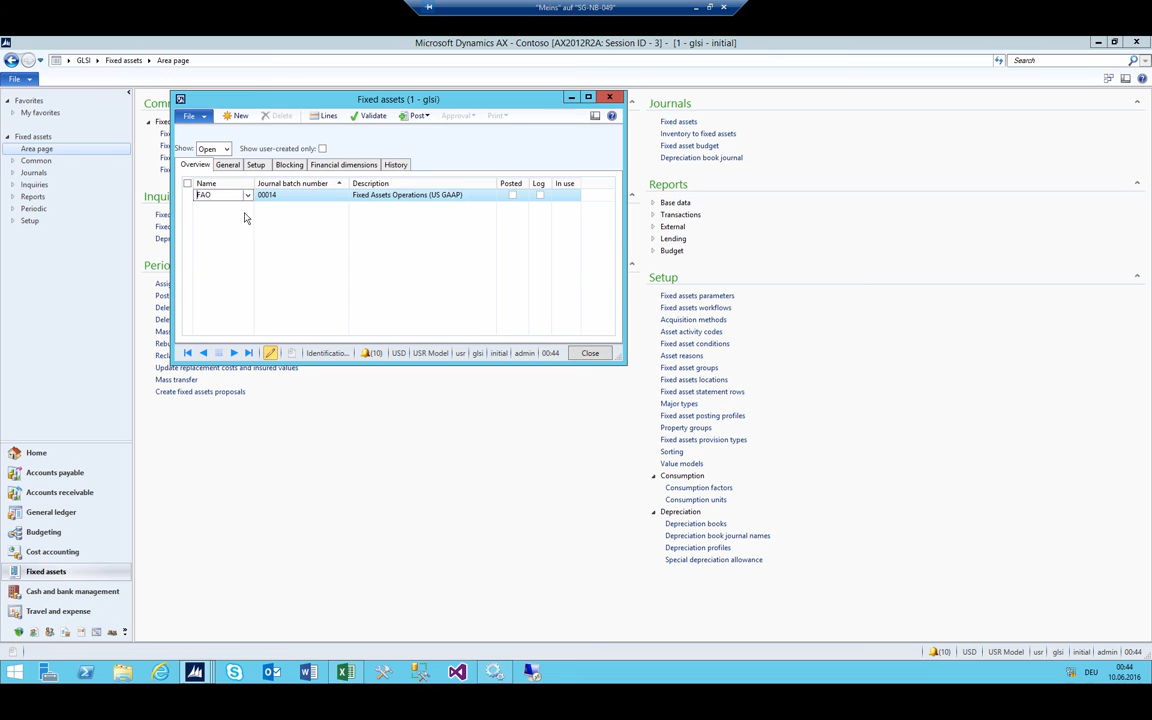 "Meins" auf "SG-NB-049"
Microsoft Dynamics AX - Contoso [AX2012R2A: Session ID - 3] - [1 - glsi - initial]
GLSI
Fixed assets
Area page
Search
File
Favorites
My favorites
Fixed assets
Area page
Common
Journals
Inquiries
Reports
Periodic
Setup
Home
Accounts payable
Accounts receivable
General ledger
Budgeting
Cost accounting
Fixed assets
Cash and bank management
Travel and expense
Fixed assets (1 - glsi)
File
New
Delete
Lines
Validate
Post
Approval
Print
Show:
Open
Show user-created only:
Overview
General
Setup
Blocking
Financial dimensions
History
Name
Journal batch number
Description
Posted
Log
In use
FAO
00014
Fixed Assets Operations (US GAAP)
Identificatio...
(10)
USD
USR Model
usr
glsi
initial
admin
00:44
Close
Update replacement costs and insured values
Mass transfer
Create fixed assets proposals
Journals
Fixed assets
Inventory to fixed assets
Fixed asset budget
Depreciation book journal
Reports
Base data
Transactions
External
Lending
Budget
Setup
Fixed assets parameters
Fixed assets workflows
Acquisition methods
Asset activity codes
Fixed asset conditions
Asset reasons
Fixed asset groups
Fixed assets locations
Fixed asset statement rows
Major types
Fixed asset posting profiles
Property groups
Fixed assets provision types
Sorting
Value models
Consumption
Consumption factors
Consumption units
Depreciation
Depreciation books
Depreciation book journal names
Depreciation profiles
Special depreciation allowance
(10)
USD
USR Model
usr
glsi
initial
admin
00:44
DEU
00:44
10.06.2016